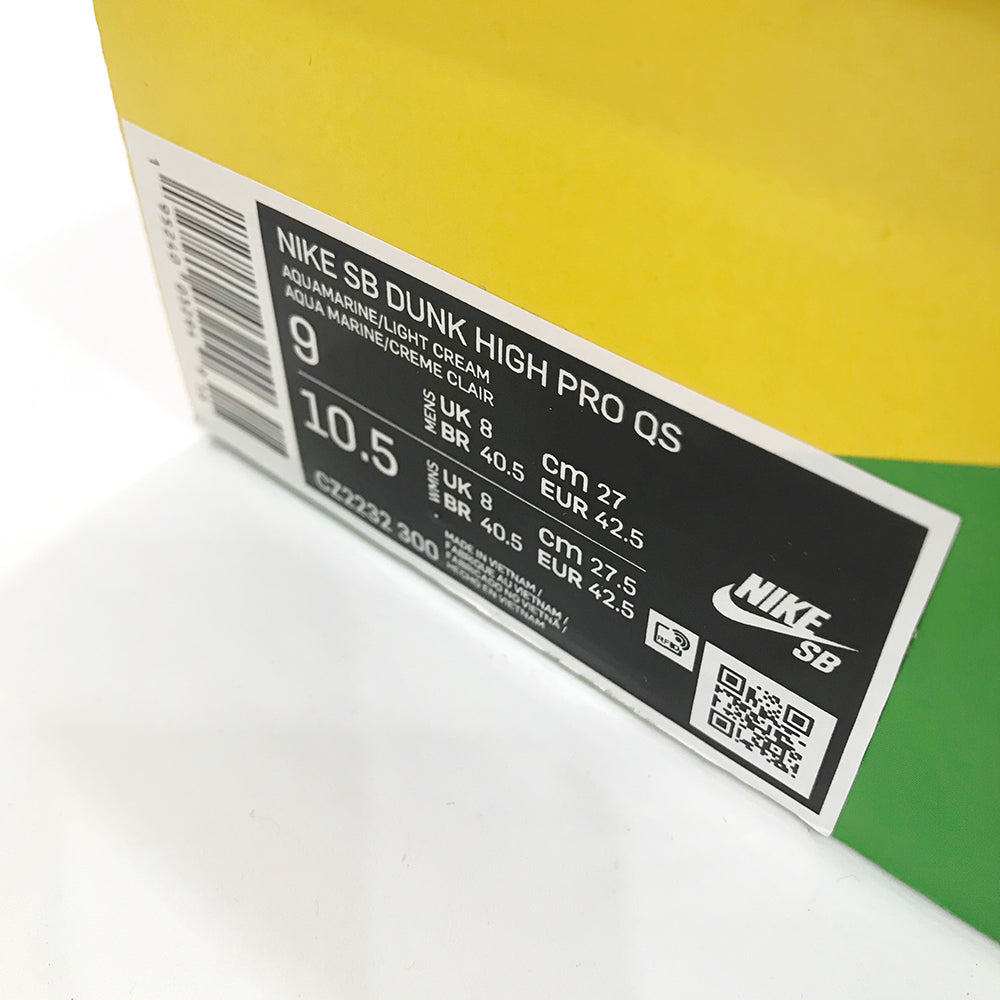 NIKE SB DUNK HIGH PRO QS
AQUAMARINE/LIGHT CREAM
AQUA MARINE/CREME CLAIR
9
MENS
UK 8
BR 40.5
cm 27
EUR 42.5
10.5
WMNS
UK 8
BR 40.5
cm 27.5
EUR 42.5
CZ2232 300
MADE IN VIETNAM /
FABRIQUE AU VIETNAM /
FABRICADO NO VIETNÃ /
HECHO EN VIETNAM
RFID
NIKE
SB